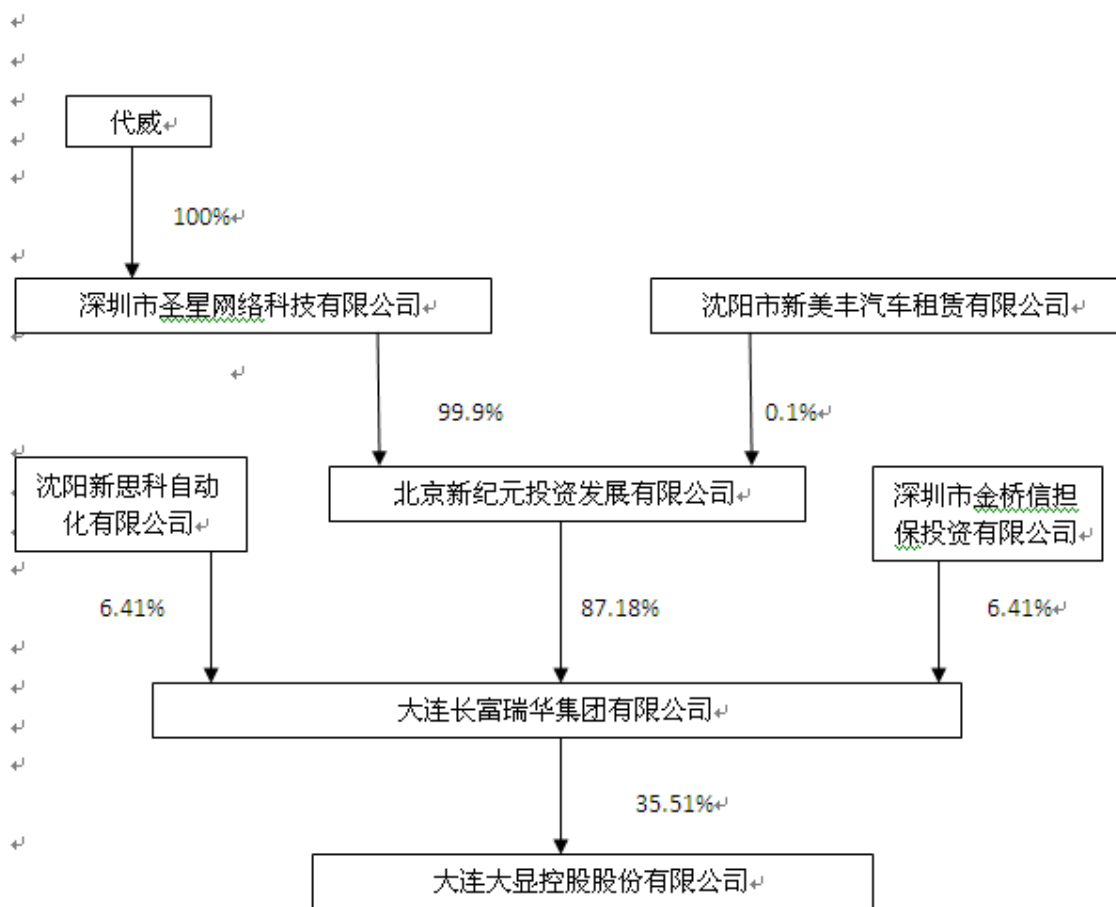 代威
100%
深圳市圣星网络科技有限公司
沈阳市新美丰汽车租赁有限公司
99.9%
0.1%
沈阳新思科自动
化有限公司
北京新纪元投资发展有限公司
深圳市金桥信担
保投资有限公司
6.41%
87.18%
6.41%
大连长富瑞华集团有限公司
35.51%
大连大显控股股份有限公司